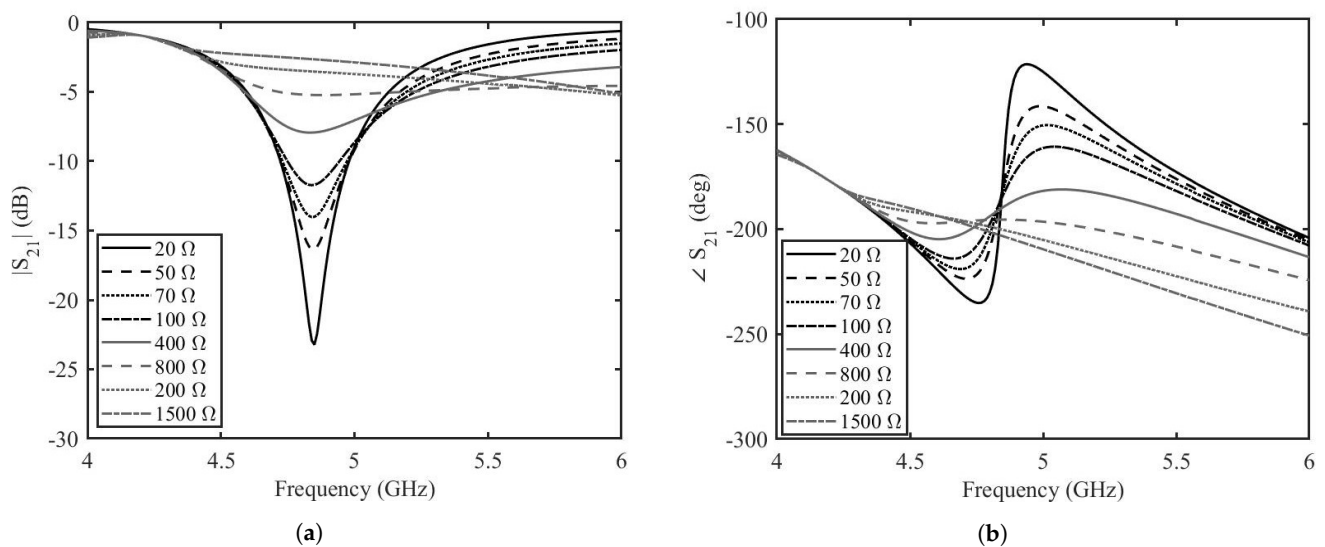 0
-5
-10
-15
-20
-25
-30
|S21| (dB)
20 Ω
50 Ω
70 Ω
100 Ω
400 Ω
800 Ω
200 Ω
1500 Ω
4 4.5 5 5.5 6
Frequency (GHz)
(a)
-100
-150
-200
-250
-300
∠ S21 (deg)
20 Ω
50 Ω
70 Ω
100 Ω
400 Ω
800 Ω
200 Ω
1500 Ω
4 4.5 5 5.5 6
Frequency (GHz)
(b)